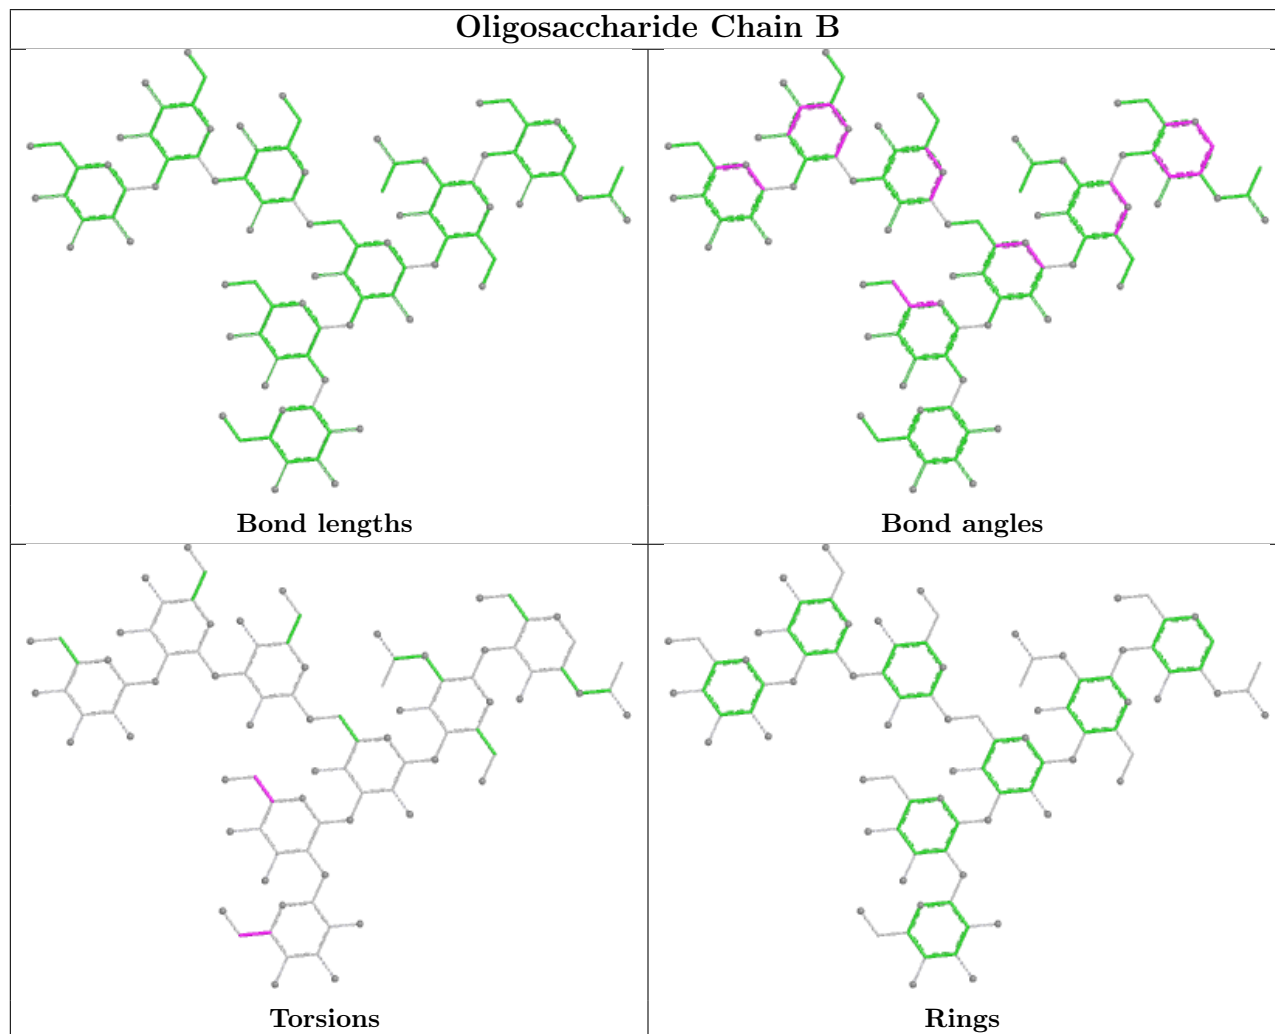 Oligosaccharide Chain B
Bond lengths
Bond angles
Torsions
Rings